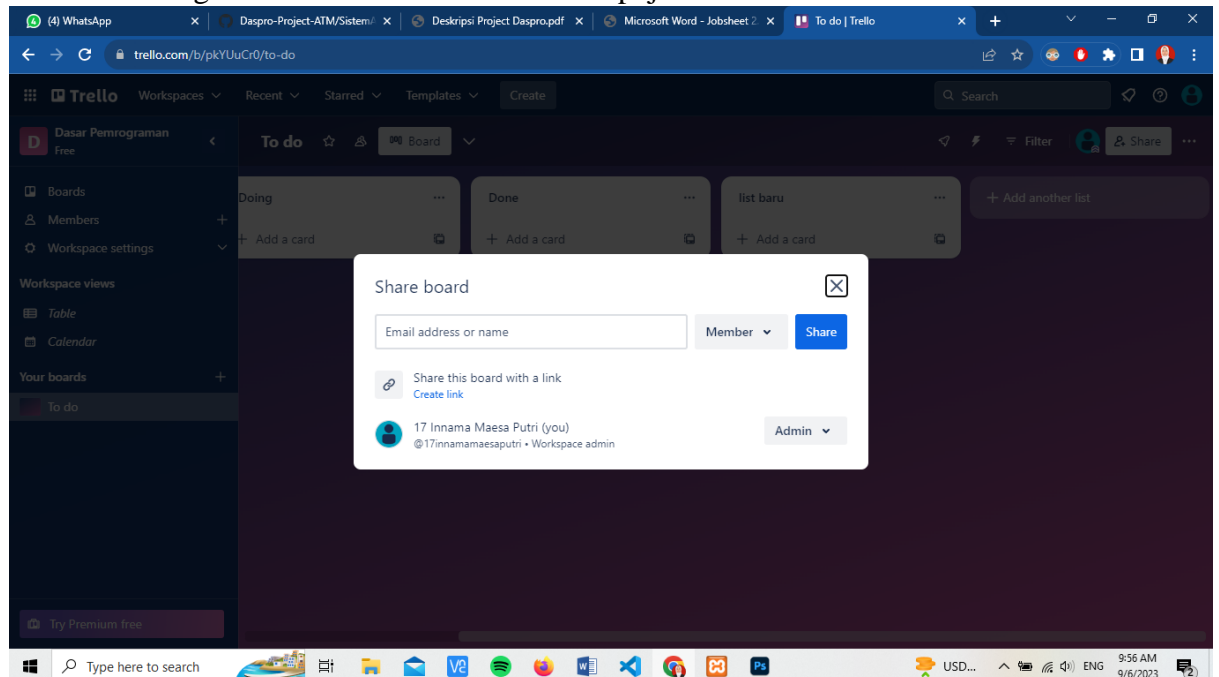 (4) WhatsApp
Daspro-Project-ATM/Sistem
Deskripsi Project Daspro.pdf
Microsoft Word - Jobsheet 2.
To do | Trello
trello.com/b/pkYUuCr0/to-do
Trello Workspaces Recent Starred Templates Create Search
D Dasar Pemrograman
Free
To do Board Filter Share
Boards
Members
Workspace settings
Workspace views
Table
Calendar
Your boards
To do
Try Premium free
Doing
+ Add a card
Done
+ Add a card
list baru
+ Add a card
+ Add another list
Share board
Email address or name Member Share
Share this board with a link
Create link
17 Innama Maesa Putri (you) Admin
@17innamamaesaputri • Workspace admin
Type here to search
USD... ENG
9:56 AM
9/6/2023